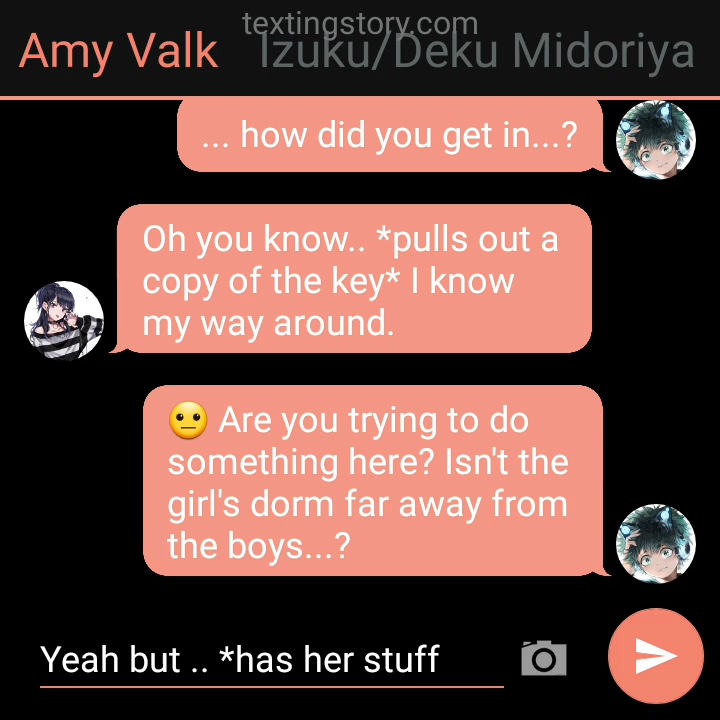 textingstory.com
Amy Valk Izuku/Deku Midoriya
... how did you get in...?
Oh you know.. *pulls out a
copy of the key* I know
my way around.
😐 Are you trying to do
something here? Isn't the
girl's dorm far away from
the boys...?
Yeah but .. *has her stuff